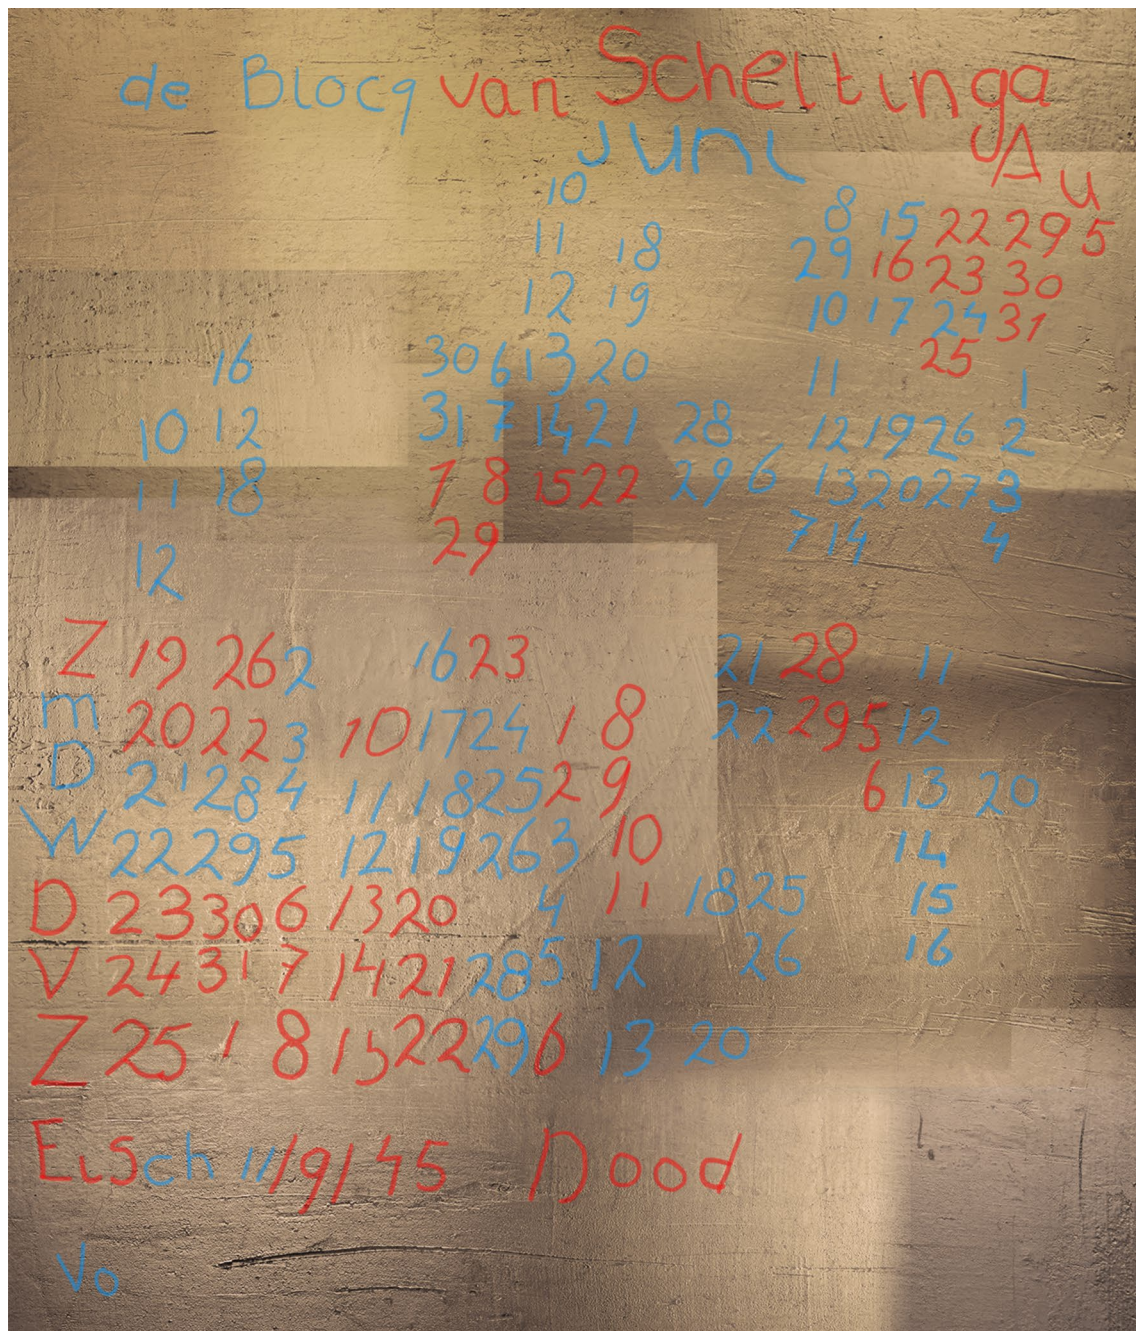 de Blocq van Scheltinga
Juni Au
10 8 15 22 29 5
11 18 29 16 23 30
12 19 10 17 24 31
16 30 6 13 20 11 25 1
10 12 31 7 14 21 28 12 19 26 2
11 18 1 8 15 22 29 6 13 20 27 3
12 29 7 14 4
Z 19 26 2 16 23 21 28 11
m 20 22 3 10 17 24 1 8 22 29 5 12
D 21 28 4 11 18 25 2 9 6 13 20
W 22 29 5 12 19 26 3 10 14
D 23 30 6 13 20 4 11 18 25 15
V 24 31 7 14 21 28 5 12 26 16
Z 25 1 8 15 22 29 6 13 20
Eisch 11/9/45 Dood
Vo